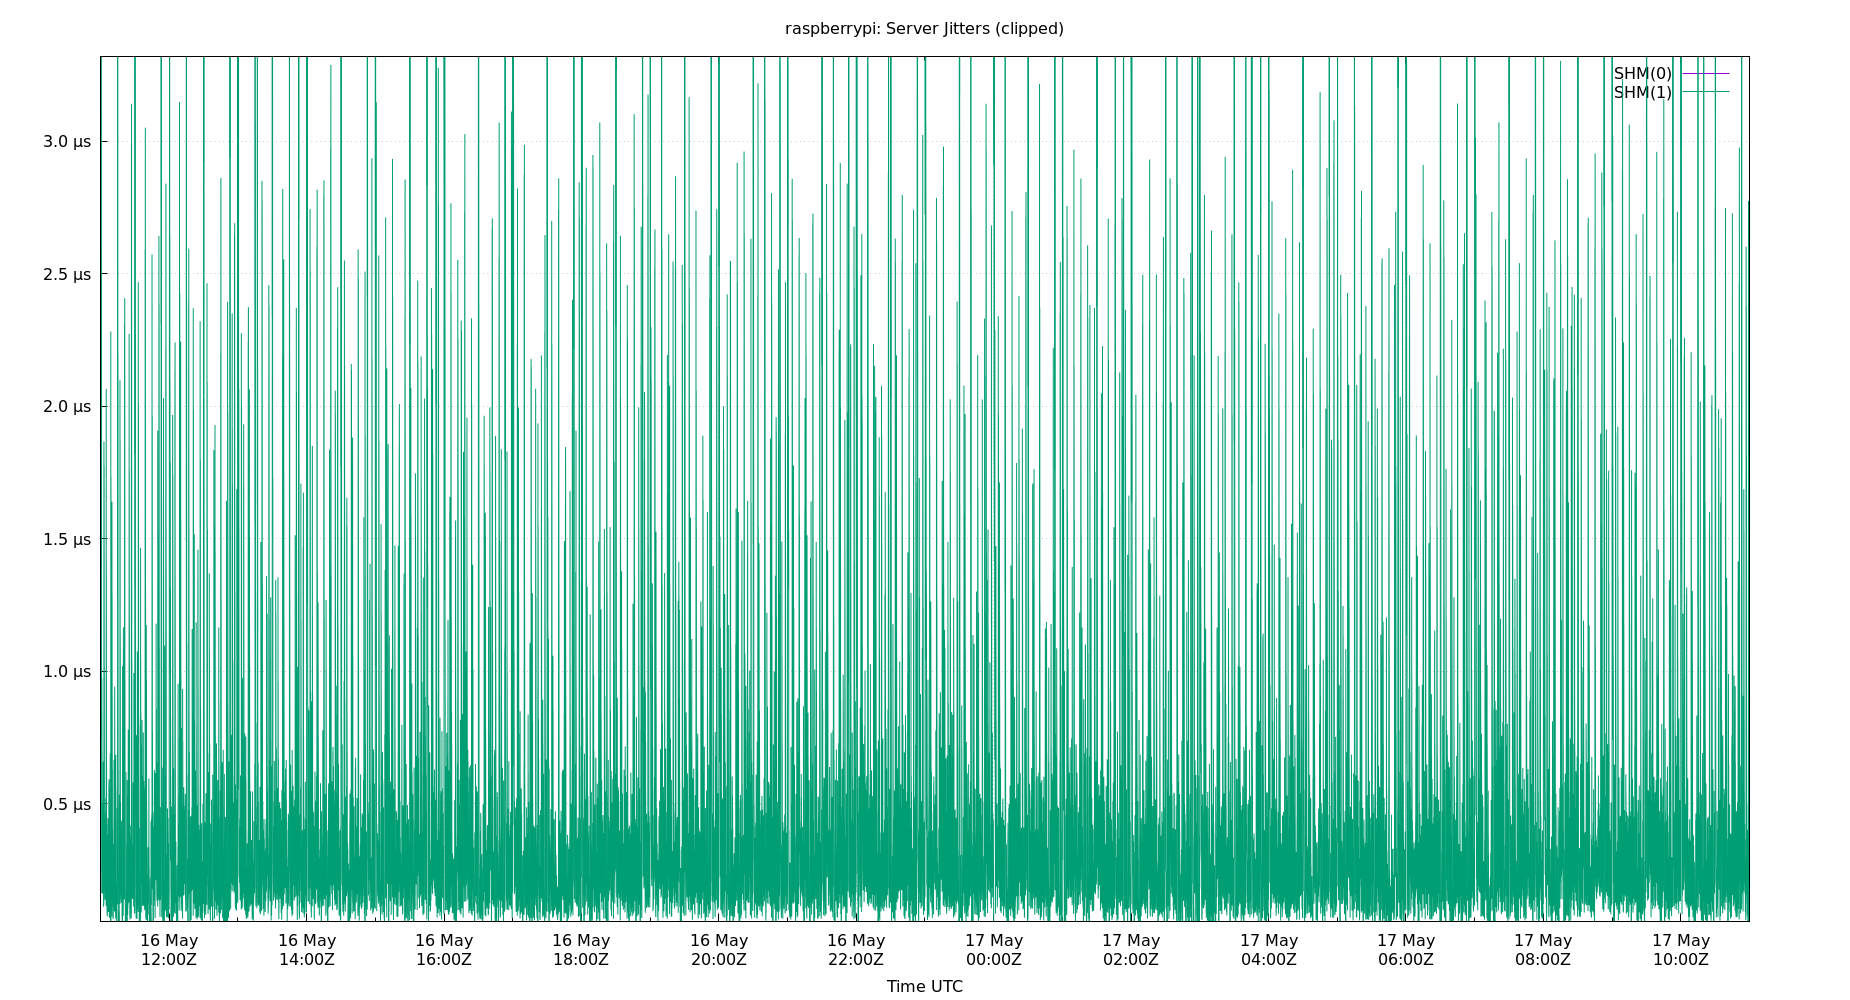 raspberrypi: Server Jitters (clipped)
SHM(0)
SHM(1)
3.0 µs
2.5 µs
2.0 µs
1.5 µs
1.0 µs
0.5 µs
16 May 16 May 16 May 16 May 16 May 16 May 17 May 17 May 17 May 17 May 17 May 17 May
12:00Z 14:00Z 16:00Z 18:00Z 20:00Z 22:00Z 00:00Z 02:00Z 04:00Z 06:00Z 08:00Z 10:00Z
Time UTC